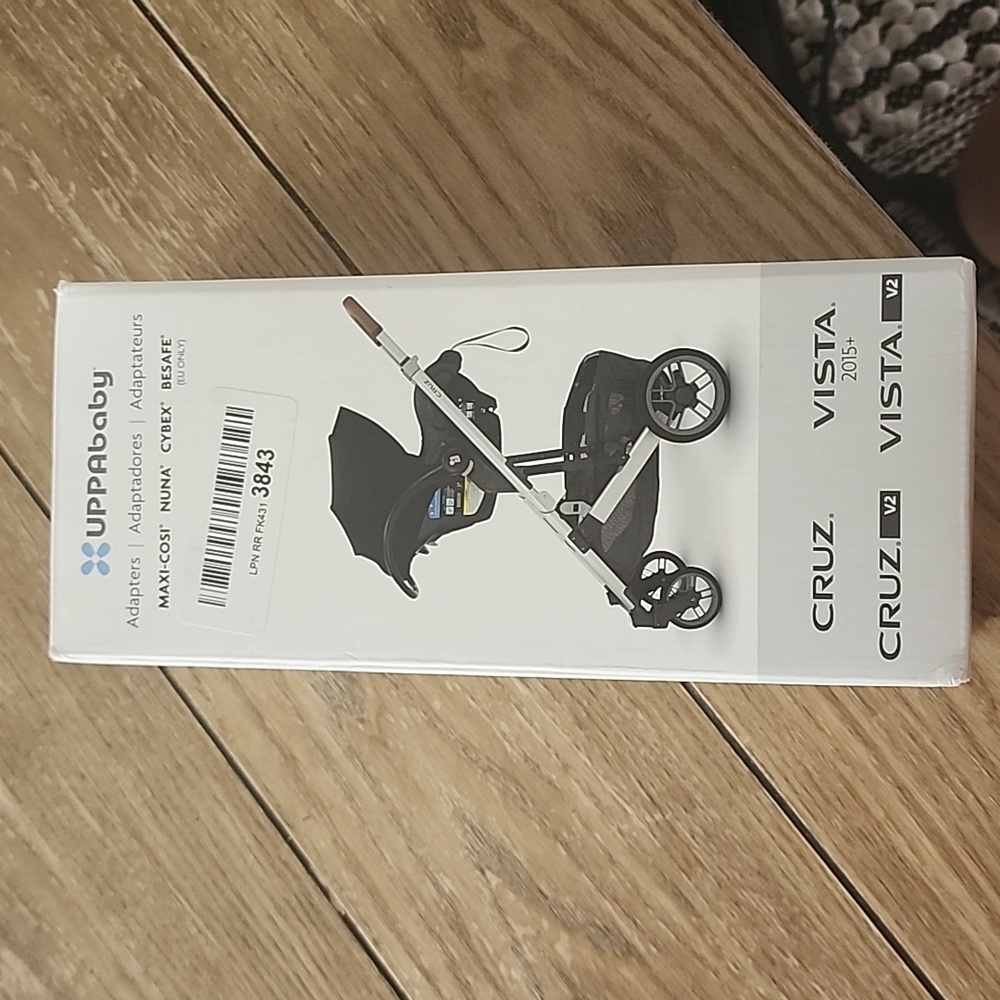 UPPAbaby
Adapters | Adaptadores | Adaptateurs
MAXI-COSI® NUNA® CYBEX® BESAFE®
(EU ONLY)
LPN RR FK431 3843
CRUZ
CRUZ® VISTA®
2015+
CRUZ® V2 VISTA® V2